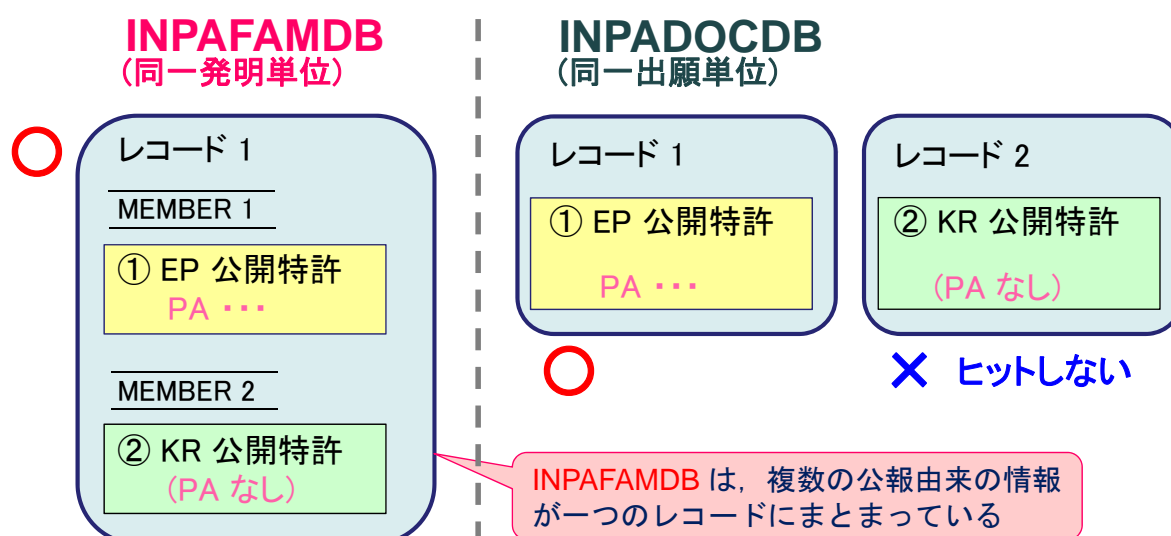 INPAFAMDB
(同一発明単位)
レコード 1
MEMBER 1
① EP 公開特許
PA ・・・
MEMBER 2
② KR 公開特許
(PA なし)
INPADOCDB
(同一出願単位)
レコード 1
① EP 公開特許
PA ・・・
レコード 2
② KR 公開特許
(PA なし)
× ヒットしない
INPAFAMDB は，複数の公報由来の情報
が一つのレコードにまとまっている